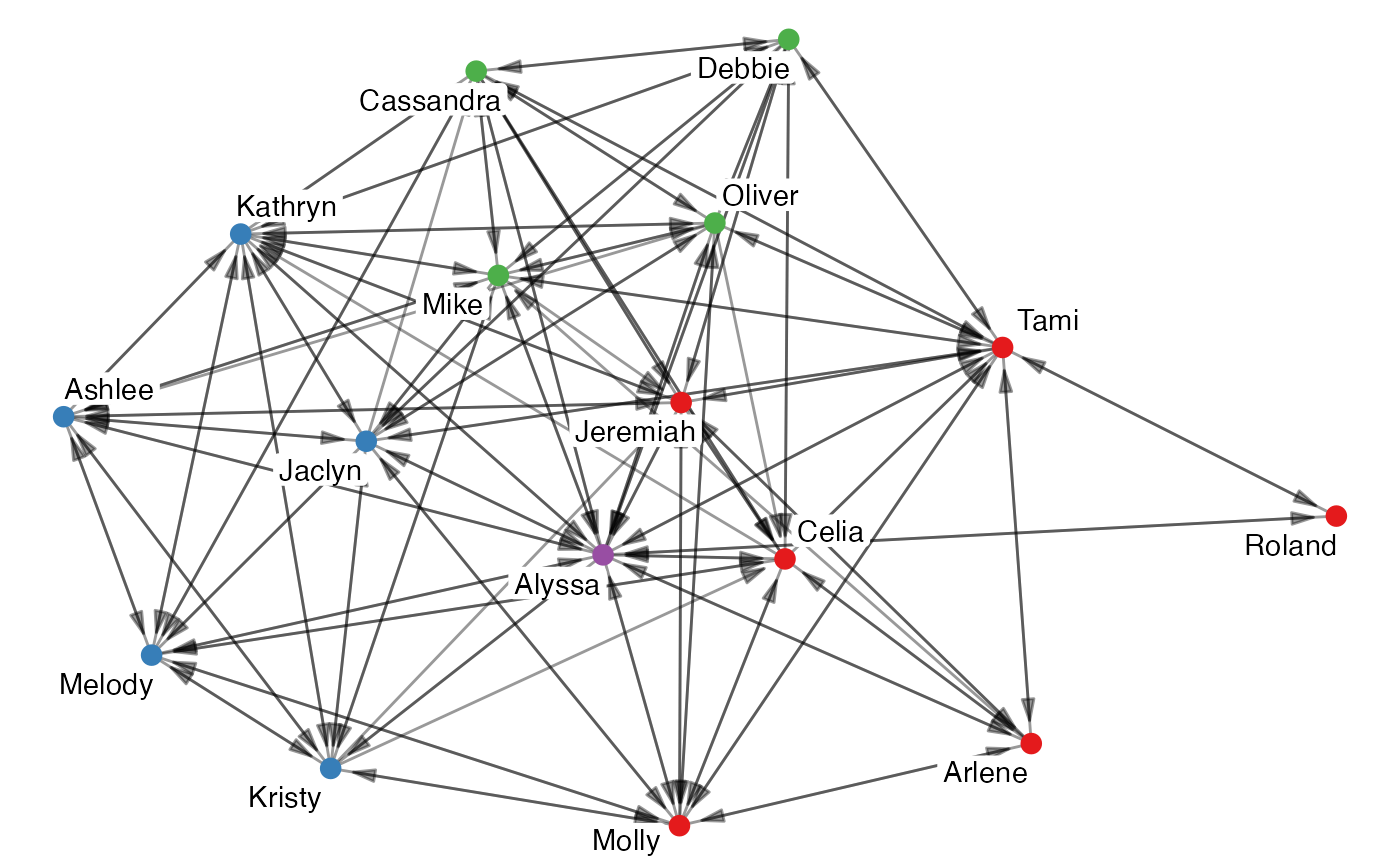 Debbie
Cassandra
Oliver
Kathryn
Mike
Tami
Ashlee
Jeremiah
Jaclyn
Celia
Roland
Alyssa
Melody
Arlene
Kristy
Molly